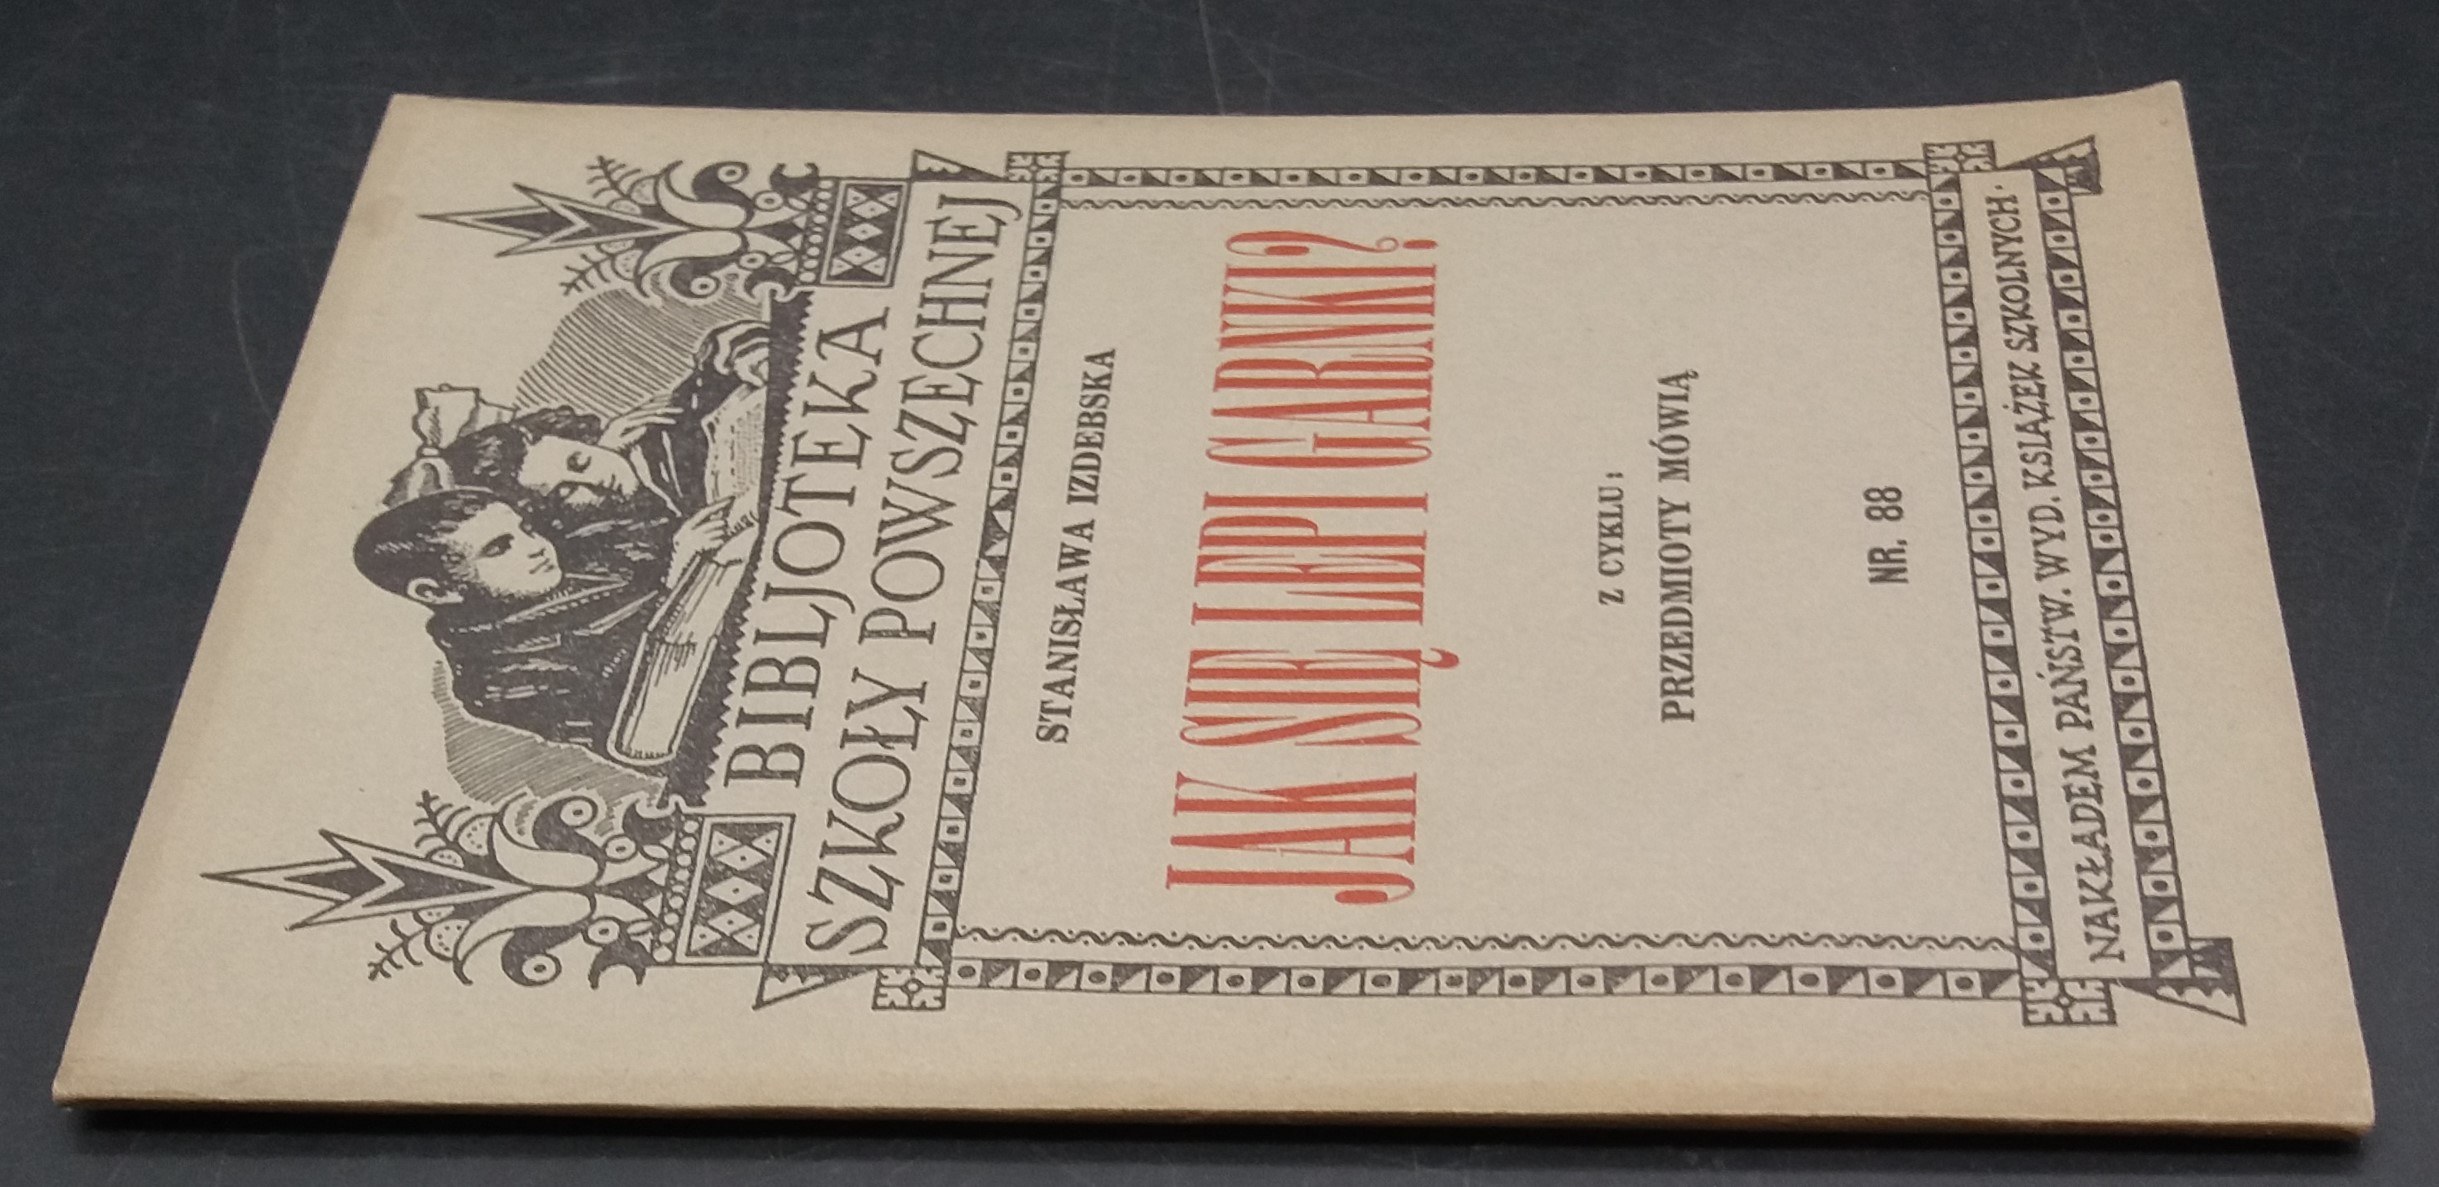 BIBLJOTEKA
SZKOŁY POWSZECHNEJ
STANISŁAWA IZDEBSKA
JAK SIĘ LEPI GARNKI?
Z CYKLU:
PRZEDMIOTY MÓWIĄ
NR. 88
NAKŁADEM PAŃSTW. WYD. KSIĄŻEK SZKOLNYCH.